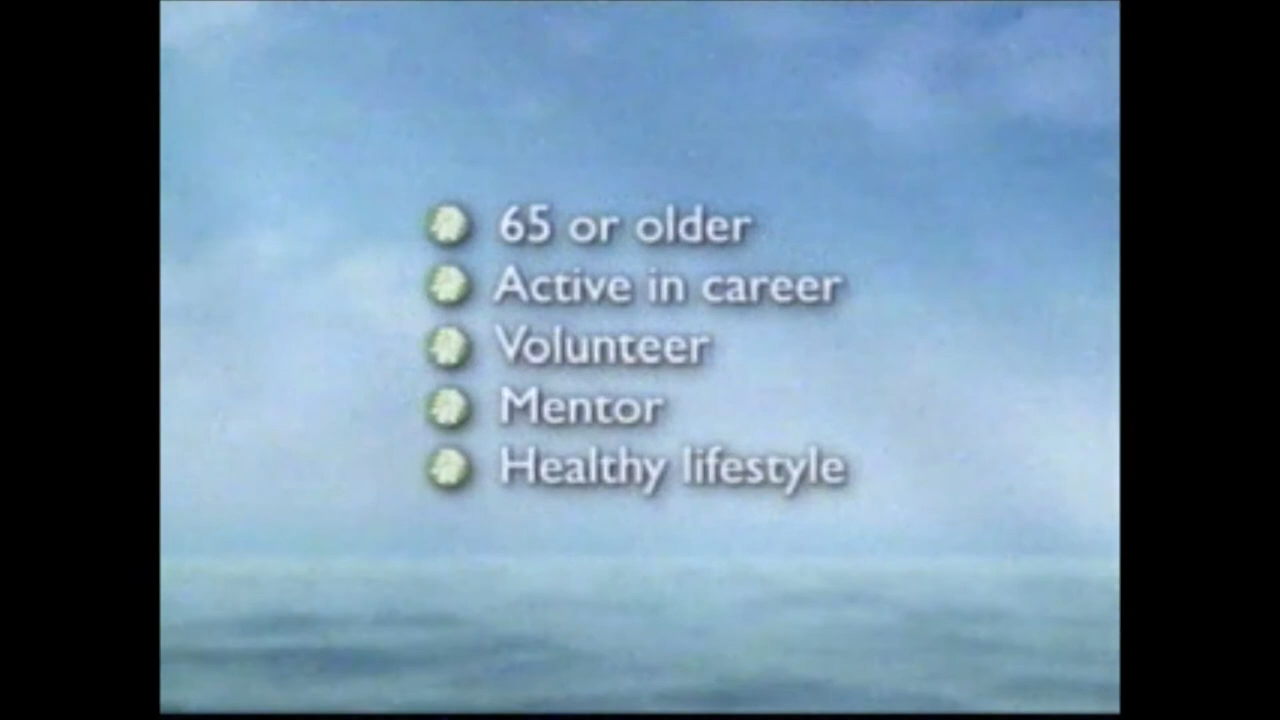 65 or older
Active in career
Volunteer
Mentor
Healthy lifestyle